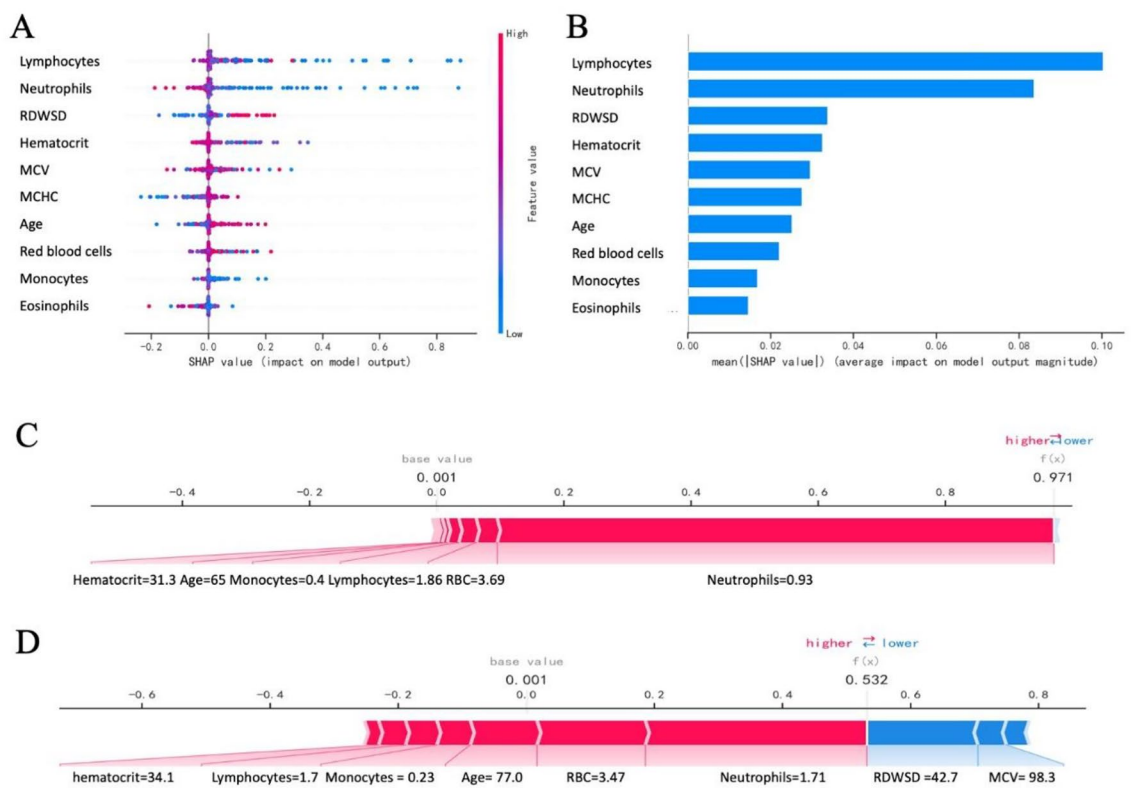 A
High
Lymphocytes
Neutrophils
RDWSD
Hematocrit
MCV
MCHC
Age
Red blood cells
Monocytes
Eosinophils
Feature value
Low
-0.2 0.0 0.2 0.4 0.6 0.8
SHAP value (impact on model output)
B
Lymphocytes
Neutrophils
RDWSD
Hematocrit
MCV
MCHC
Age
Red blood cells
Monocytes
Eosinophils
0.00 0.02 0.04 0.06 0.08 0.10
mean(|SHAP value|) (average impact on model output magnitude)
C
higher ⇄ lower
base value f(x)
0.001 0.971
-0.4 -0.2 0.0 0.2 0.4 0.6 0.8
Hematocrit=31.3 Age=65 Monocytes=0.4 Lymphocytes=1.86 RBC=3.69 Neutrophils=0.93
D
higher ⇄ lower
base value f(x)
0.001 0.532
-0.6 -0.4 -0.2 0.0 0.2 0.4 0.6 0.8
hematocrit=34.1 Lymphocytes=1.7 Monocytes = 0.23 Age= 77.0 RBC=3.47 Neutrophils=1.71 RDWSD =42.7 MCV= 98.3